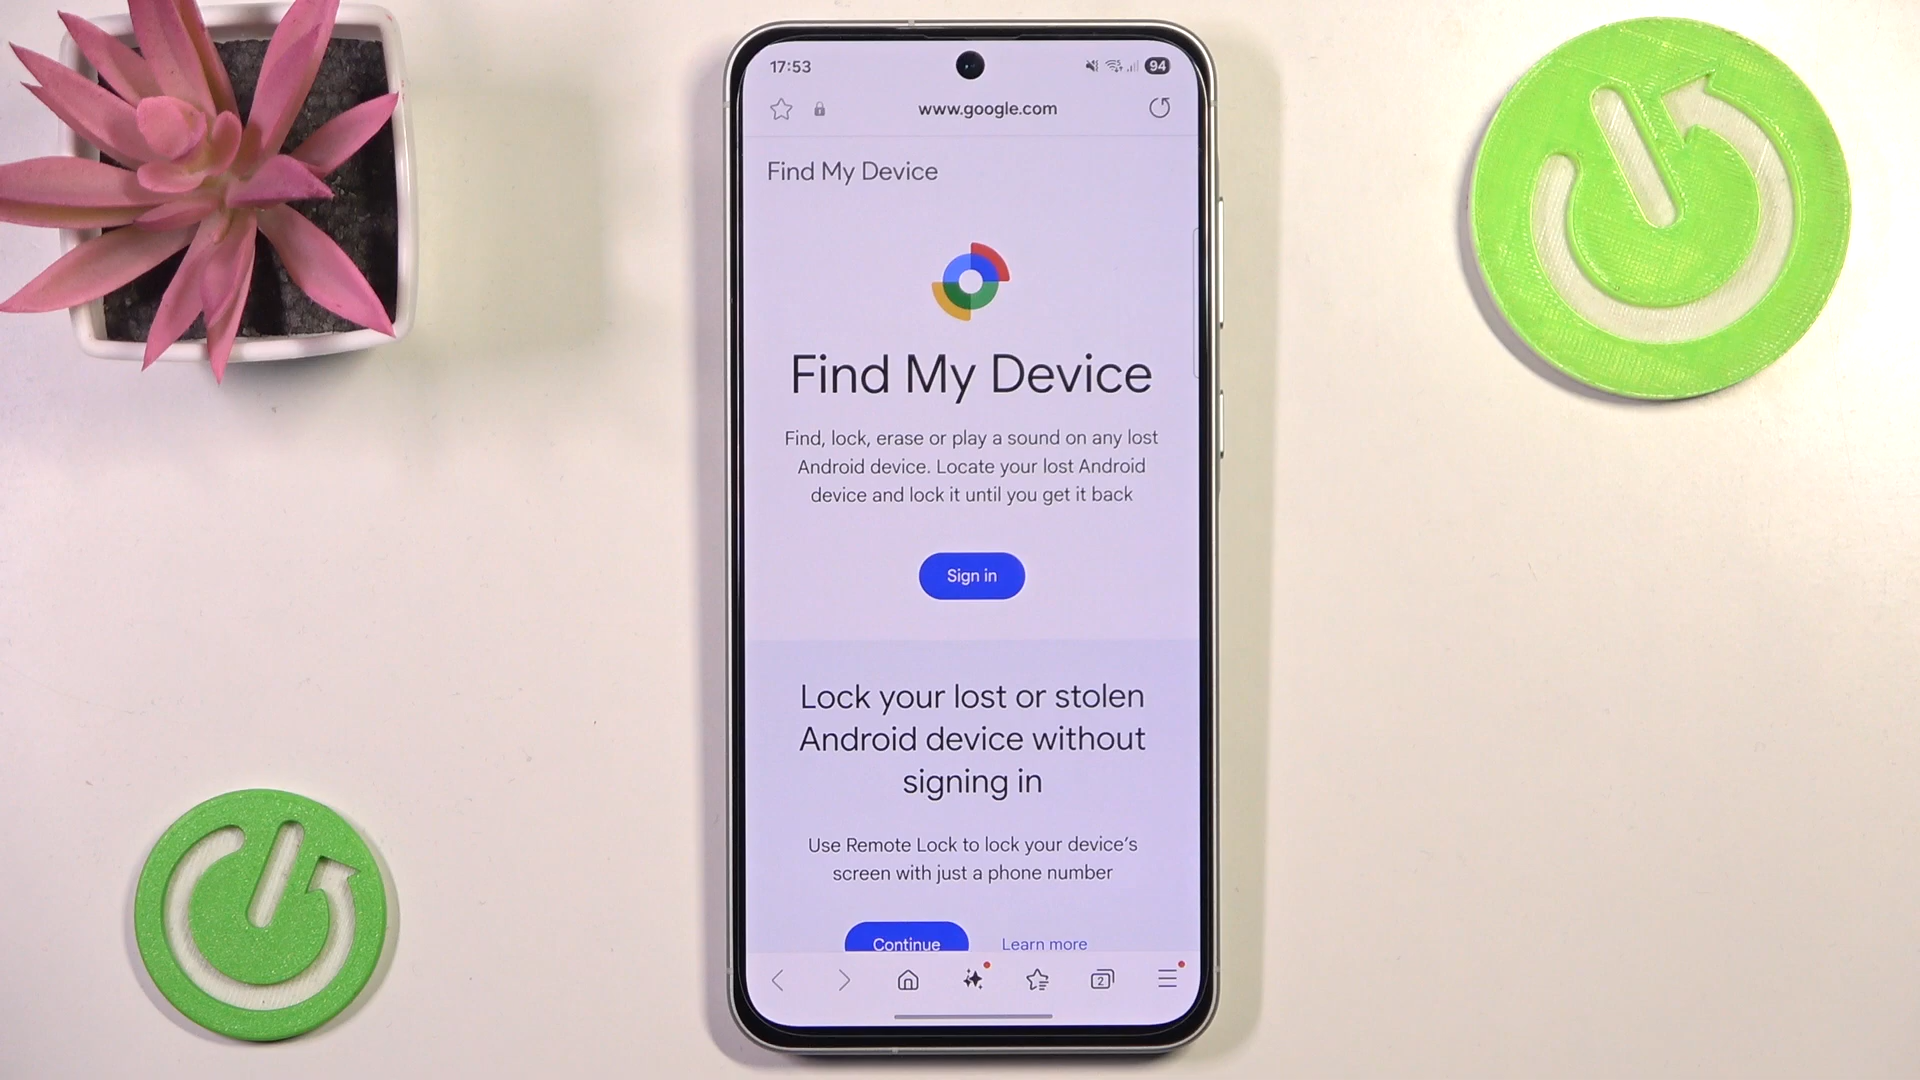 17:53
94
www.google.com
Find My Device
Find My Device
Find, lock, erase or play a sound on any lost
Android device. Locate your lost Android
device and lock it until you get it back
Sign in
Lock your lost or stolen
Android device without
signing in
Use Remote Lock to lock your device's
screen with just a phone number
Continue
Learn more
2